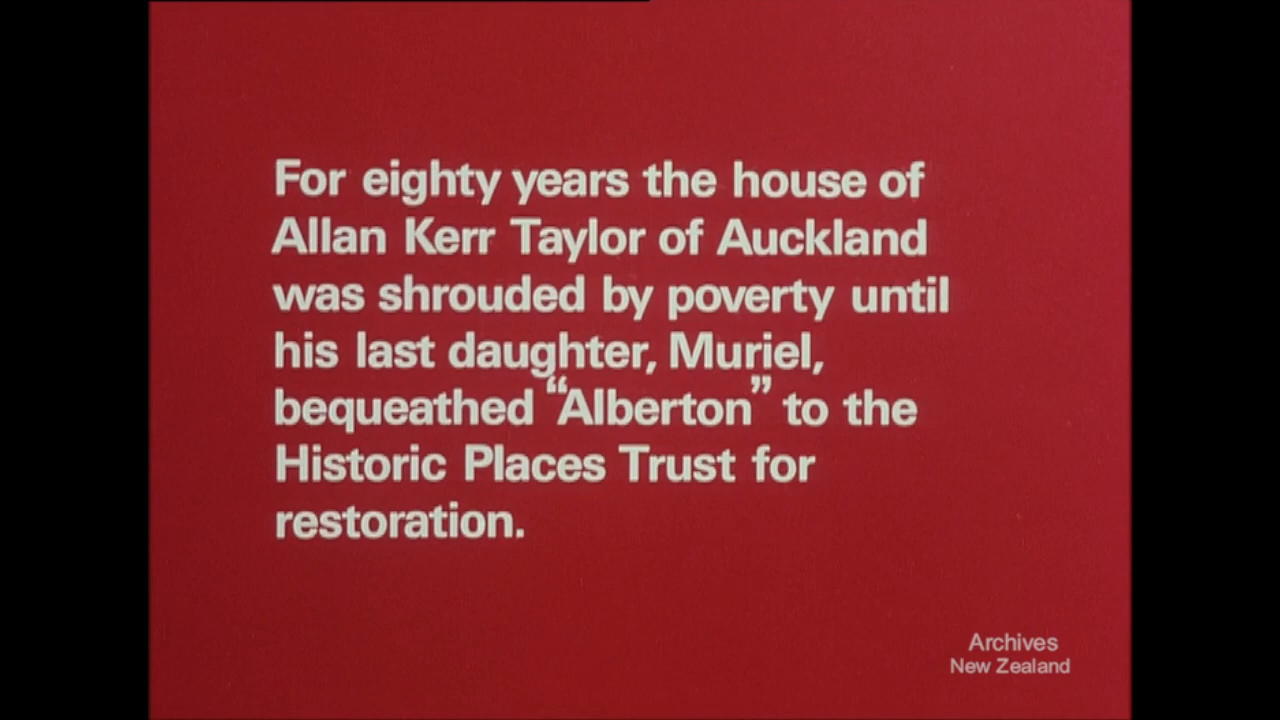 For eighty years the house of
Allan Kerr Taylor of Auckland
was shrouded by poverty until
his last daughter, Muriel,
bequeathed “Alberton” to the
Historic Places Trust for
restoration.
Archives
New Zealand